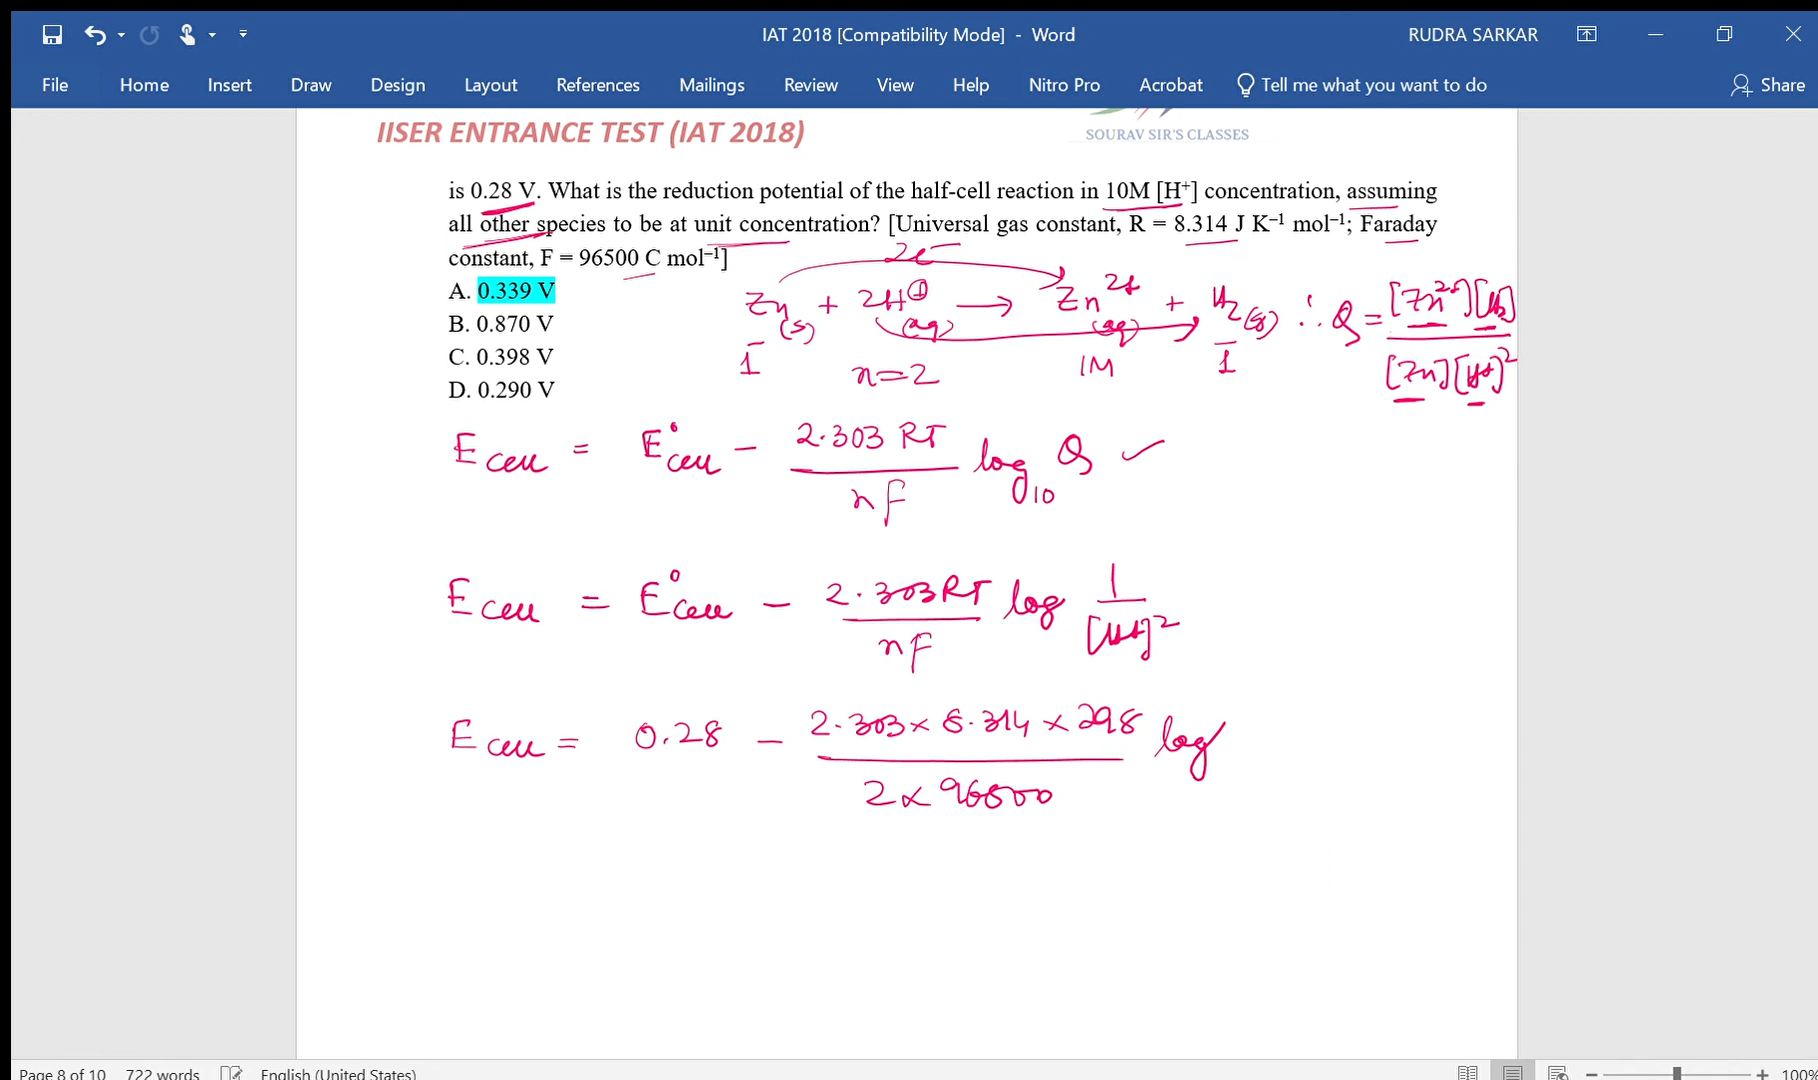 IAT 2018 [Compatibility Mode] - Word
RUDRA SARKAR
File Home Insert Draw Design Layout References Mailings Review View Help Nitro Pro Acrobat Tell me what you want to do Share
IISER ENTRANCE TEST (IAT 2018)
SOURAV SIR'S CLASSES
is 0.28 V. What is the reduction potential of the half-cell reaction in 10M [H⁺] concentration, assuming
all other species to be at unit concentration? [Universal gas constant, R = 8.314 J K⁻¹ mol⁻¹; Faraday
constant, F = 96500 C mol⁻¹]
2e⁻
A. 0.339 V
Zn(s) + 2H⊕(aq) → Zn²⁺(aq) + H₂(g) ∴ Q = [Zn²⁺][H₂] / [Zn][H⁺]²
B. 0.870 V
1 1M 1
C. 0.398 V
n=2
D. 0.290 V
E cell = E°cell − 2.303 RT / nF log₁₀ Q ✓
E cell = E°cell − 2.303 RT / nF log 1 / [H⁺]²
E cell = 0.28 − 2.303 × 8.314 × 298 / 2 × 96500 log
Page 8 of 10 722 words English (United States) 100%